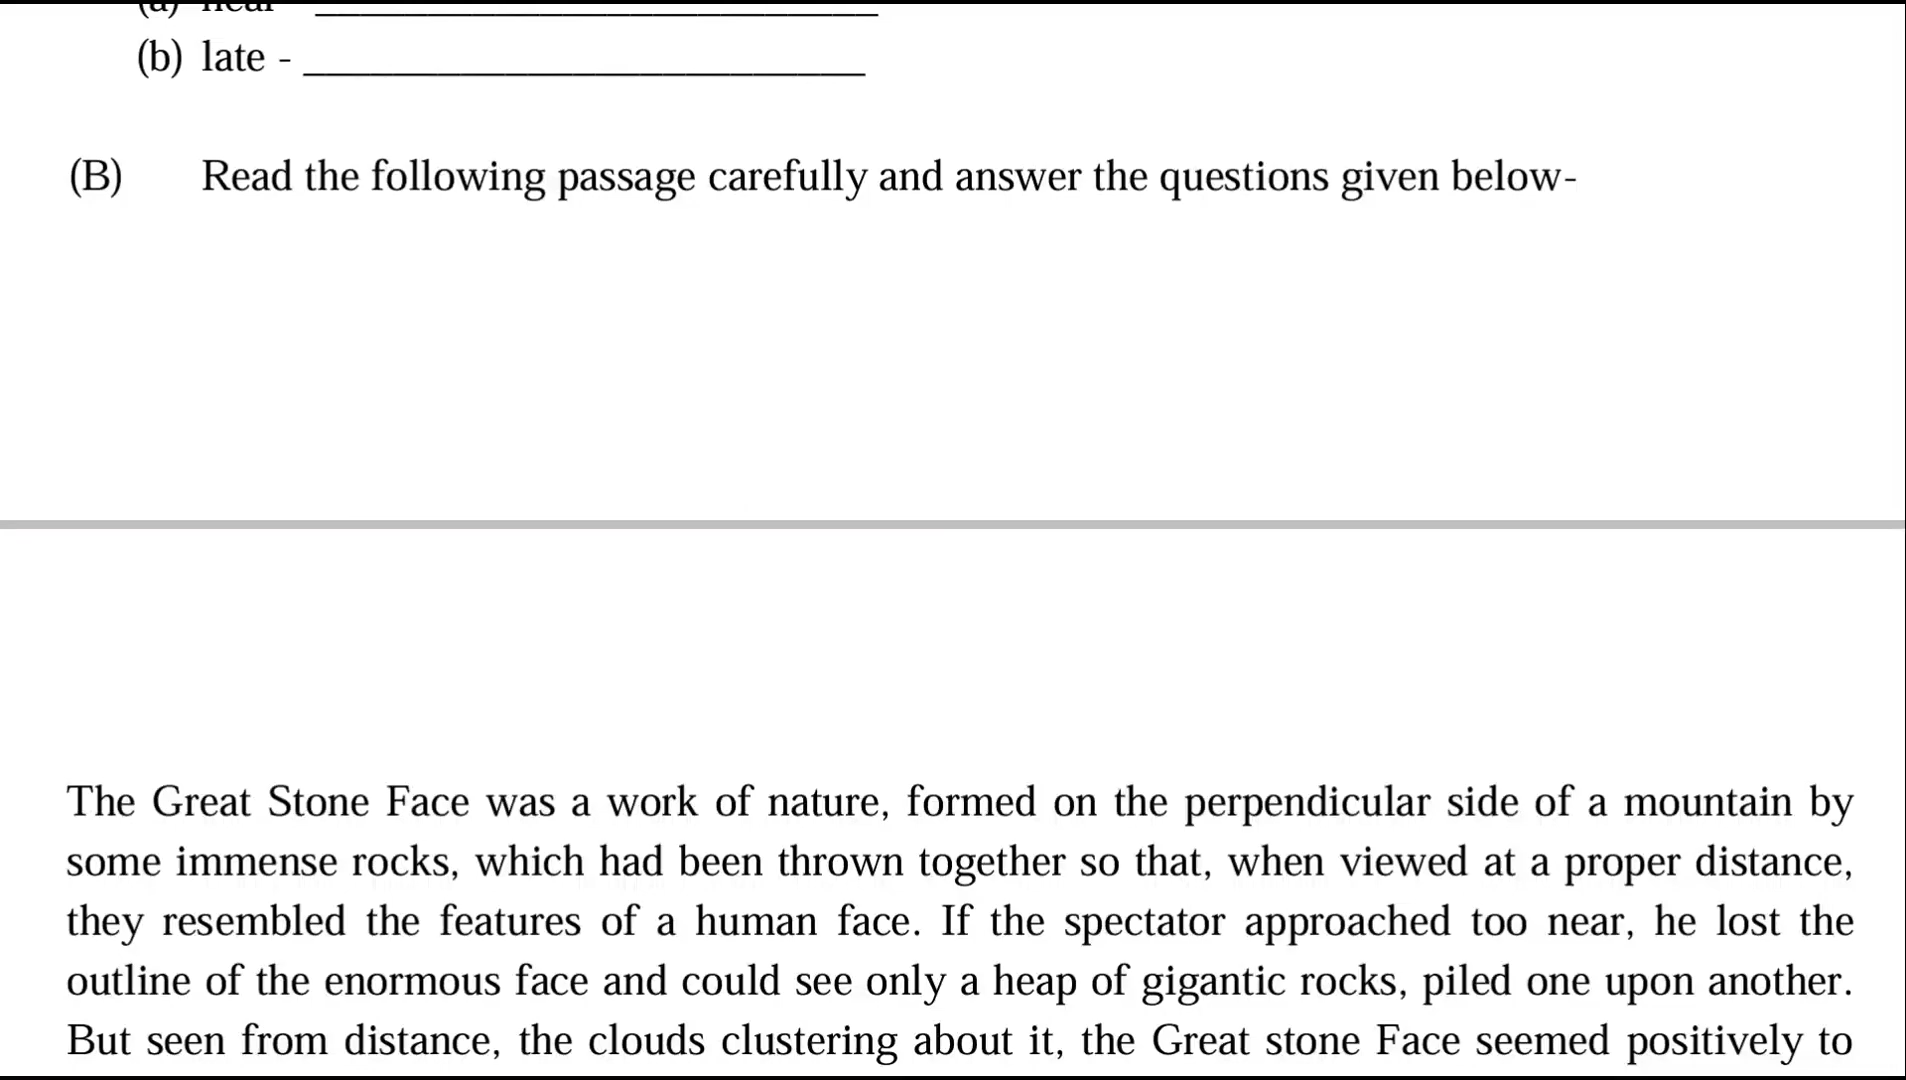 (a) near
(b) late - ___________________________
(B) Read the following passage carefully and answer the questions given below-
The Great Stone Face was a work of nature, formed on the perpendicular side of a mountain by
some immense rocks, which had been thrown together so that, when viewed at a proper distance,
they resembled the features of a human face. If the spectator approached too near, he lost the
outline of the enormous face and could see only a heap of gigantic rocks, piled one upon another.
But seen from distance, the clouds clustering about it, the Great stone Face seemed positively to